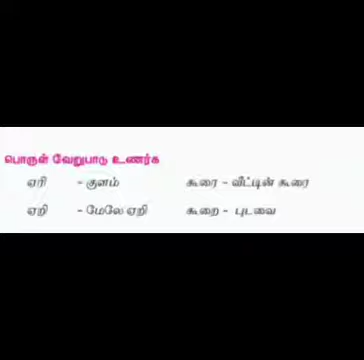 பொருள் வேறுபாடு உணர்க
ஏரி - குளம் கூரை - வீட்டின் கூரை
ஏறி - மேலே ஏறி கூறை - புடவை